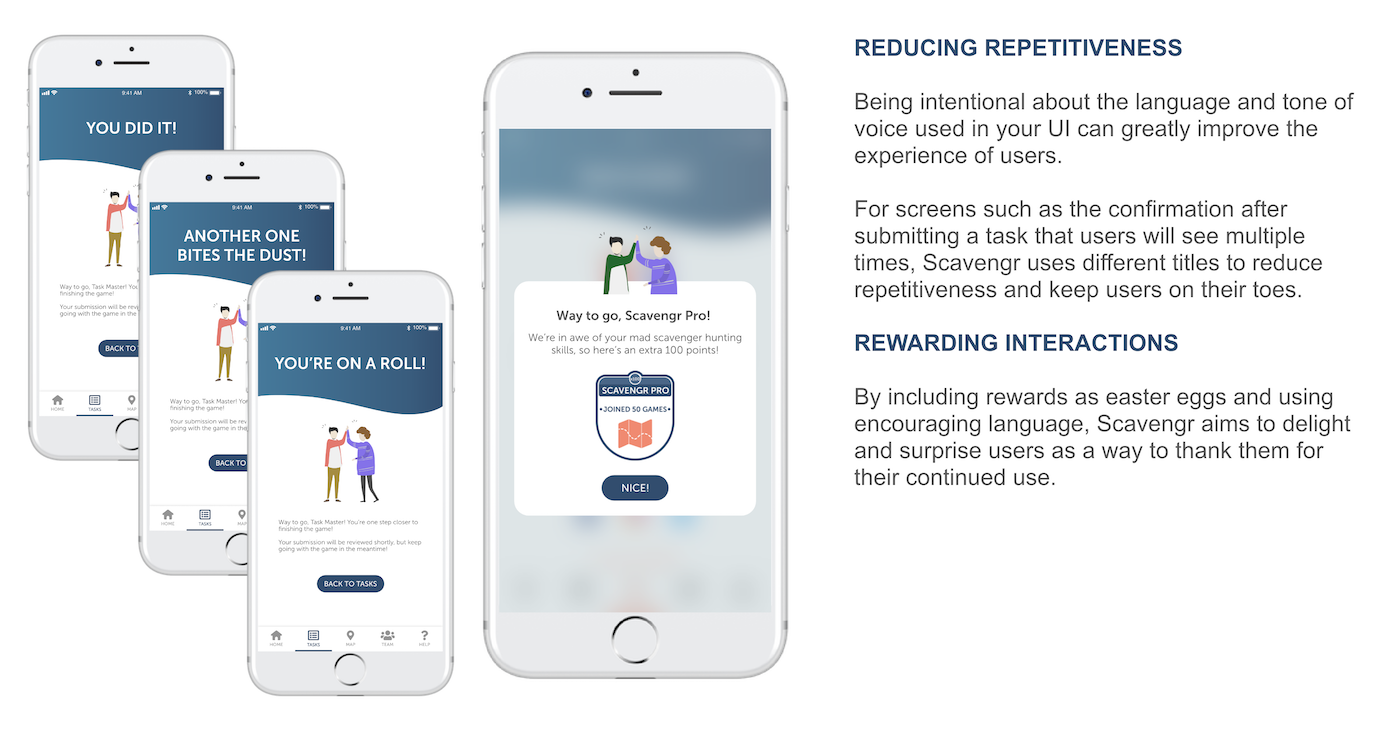 9:41 AM
100%
YOU DID IT!
Way to go, Task Master! You
finishing the game!
Your submission will be
going with the game in the
BACK TO
HOME
TASKS
9:41 AM
100%
ANOTHER ONE
BITES THE DUST!
Way to go, Task Master!
finishing the game!
Your submission will be
going with the game in the
BACK TO
HOME
TASKS
MAP
9:41 AM
100%
YOU'RE ON A ROLL!
Way to go, Task Master! You're one step closer to
finishing the game!
Your submission will be reviewed shortly, but keep
going with the game in the meantime!
BACK TO TASKS
HOME
TASKS
MAP
TEAM
HELP
Way to go, Scavengr Pro!
We're in awe of your mad scavenger hunting
skills, so here's an extra 100 points!
SCAVENGR PRO
•JOINED 50 GAMES•
NICE!
REDUCING REPETITIVENESS
Being intentional about the language and tone of
voice used in your UI can greatly improve the
experience of users.
For screens such as the confirmation after
submitting a task that users will see multiple
times, Scavengr uses different titles to reduce
repetitiveness and keep users on their toes.
REWARDING INTERACTIONS
By including rewards as easter eggs and using
encouraging language, Scavengr aims to delight
and surprise users as a way to thank them for
their continued use.